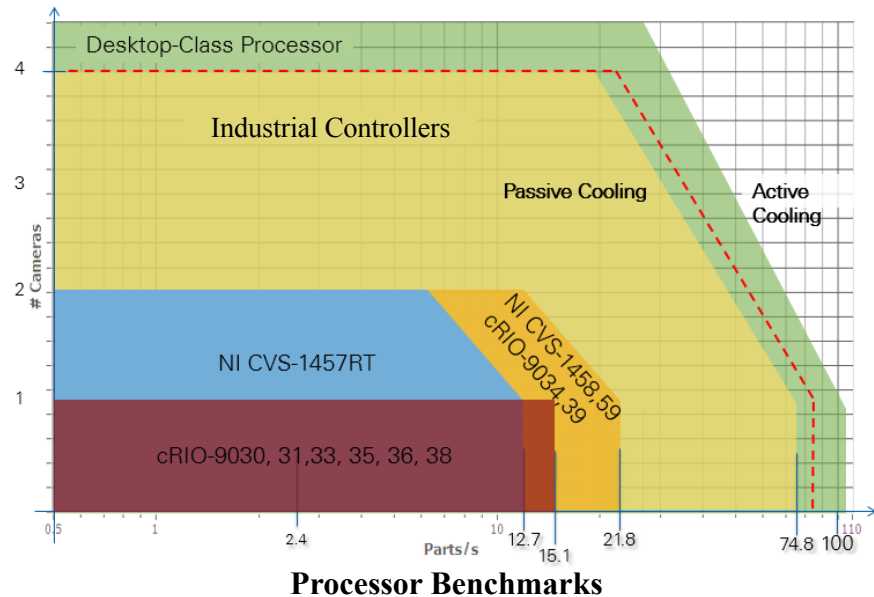 Desktop-Class Processor
4
Industrial Controllers
3
Passive Cooling
Active
Cooling
# Cameras
2
NI CVS-1458,59
cRIO-9034,39
NI CVS-1457RT
1
cRIO-9030, 31,33, 35, 36, 38
0.5
1
2.4
Parts/s
10
12.7
15.1
21.8
74.8
100
110
Processor Benchmarks